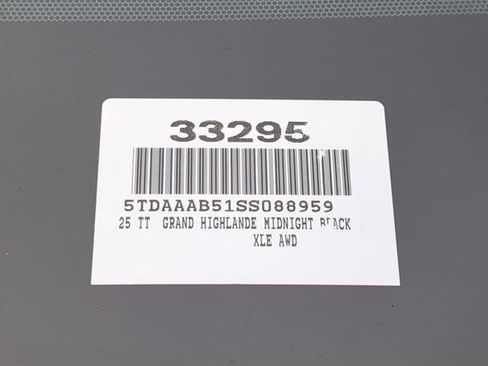 33295
5TDAAAB51SS088959
25 TT GRAND HIGHLANDE MIDNIGHT BLACK
XLE AWD